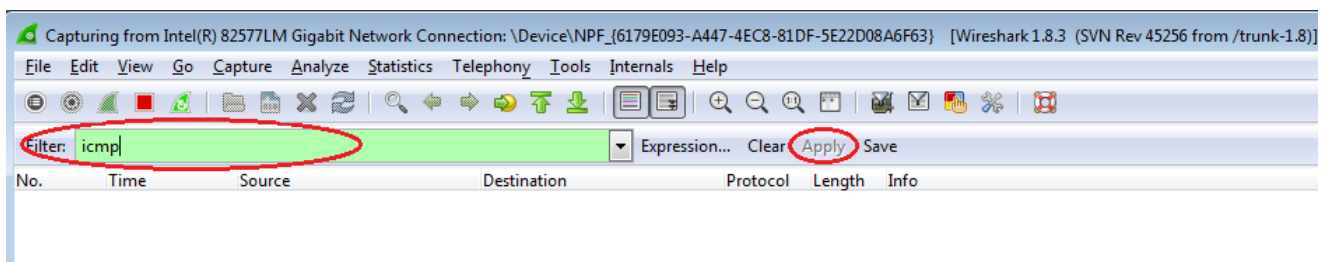 Capturing from Intel(R) 82577LM Gigabit Network Connection: \Device\NPF_{6179E093-A447-4EC8-81DF-5E22D08A6F63} [Wireshark 1.8.3 (SVN Rev 45256 from /trunk-1.8)]
File Edit View Go Capture Analyze Statistics Telephony Tools Internals Help
Filter: icmp Expression... Clear Apply Save
No. Time Source Destination Protocol Length Info